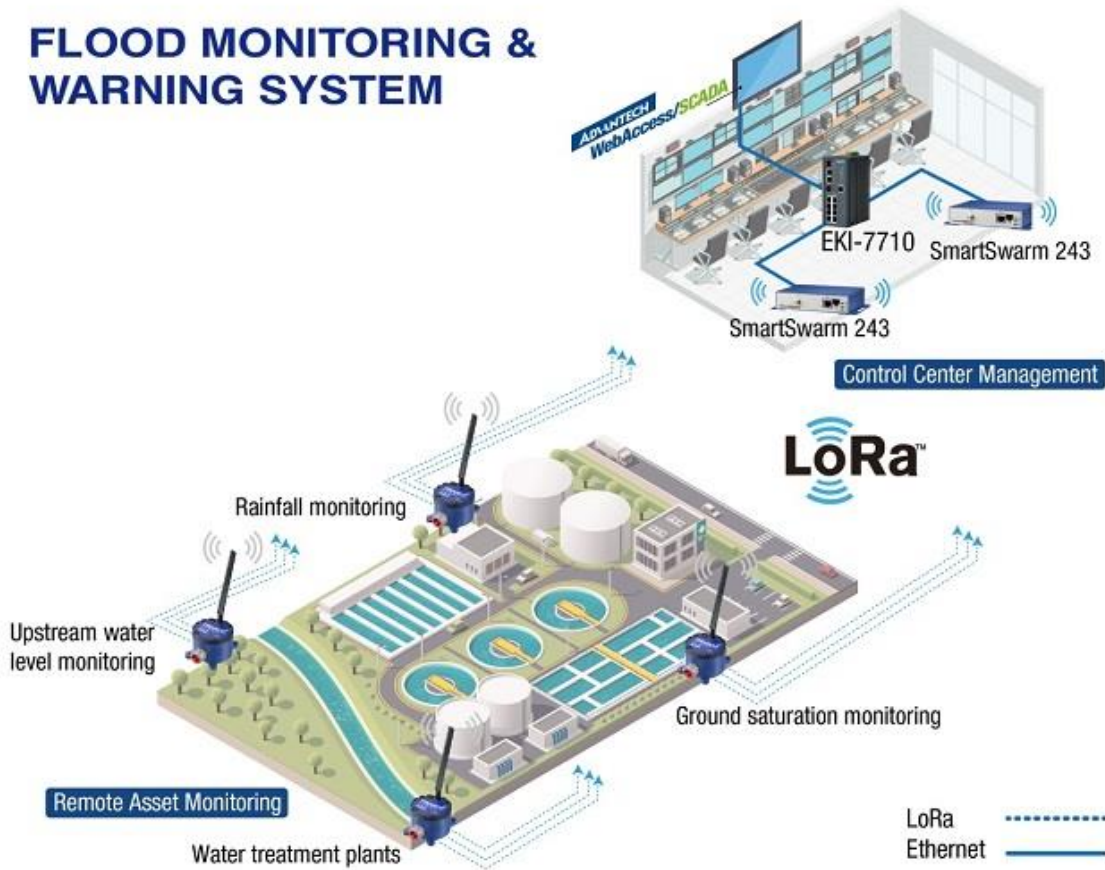 FLOOD MONITORING &
WARNING SYSTEM
ADVANTECH
WebAccess/SCADA
EKI-7710
SmartSwarm 243
SmartSwarm 243
Control Center Management
LoRa™
Rainfall monitoring
Upstream water
level monitoring
Ground saturation monitoring
Remote Asset Monitoring
Water treatment plants
LoRa
Ethernet